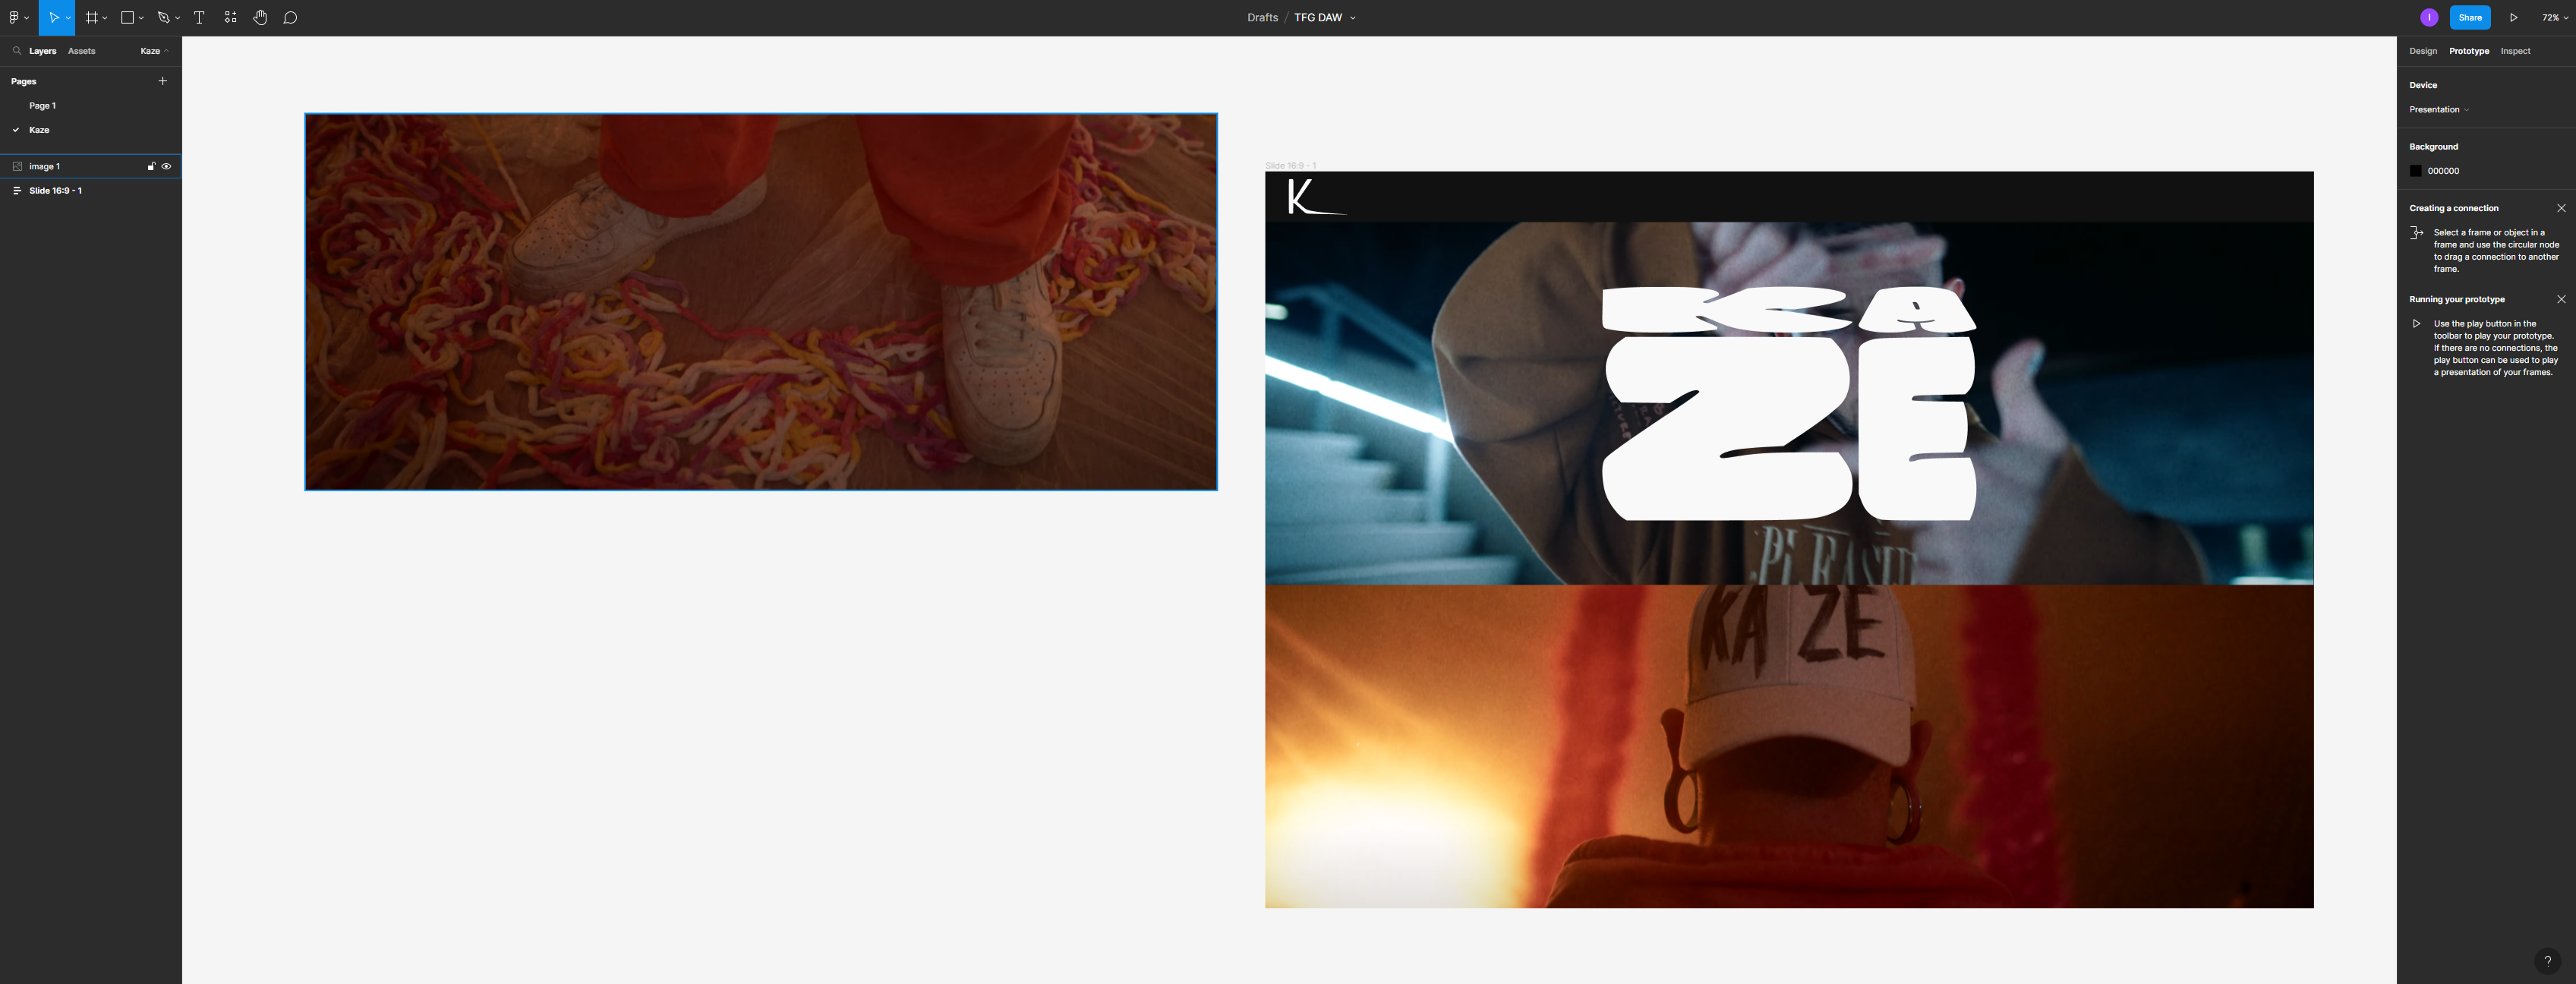 Drafts / TFG DAW
I
Share
72%
Layers
Assets
Kaze
Pages
Page 1
Kaze
image 1
Slide 16:9 - 1
Slide 16:9 - 1
K
KA
ZE
PLEASURE
KA ZE
Design
Prototype
Inspect
Device
Presentation
Background
000000
Creating a connection
Select a frame or object in a
frame and use the circular node
to drag a connection to another
frame.
Running your prototype
Use the play button in the
toolbar to play your prototype.
If there are no connections, the
play button can be used to play
a presentation of your frames.
?